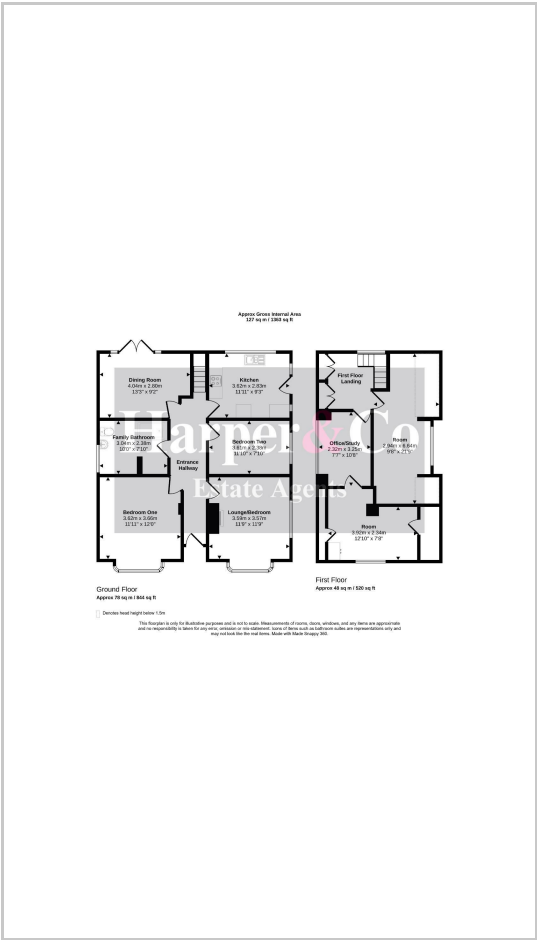 Approx Gross Internal Area
127 sq m / 1363 sq ft
Dining Room
4.04m x 2.80m
13'3" x 9'2"
Kitchen
3.62m x 2.83m
11'11" x 9'3"
Family Bathroom
3.04m x 2.38m
10'0" x 7'10"
Entrance
Hallway
Bedroom Two
3.61m x 2.39m
11'10" x 7'10"
Bedroom One
3.62m x 3.66m
11'11" x 12'0"
Lounge/Bedroom
3.59m x 3.57m
11'9" x 11'9"
First Floor
Landing
Office/Study
2.32m x 3.25m
7'7" x 10'8"
Room
2.94m x 6.64m
9'8" x 21'9"
Room
3.92m x 2.34m
12'10" x 7'8"
Harper & Co
Estate Agents
Ground Floor
Approx 78 sq m / 844 sq ft
First Floor
Approx 48 sq m / 520 sq ft
Denotes head height below 1.5m
This floorplan is only for illustrative purposes and is not to scale. Measurements of rooms, doors, windows, and any items are approximate
and no responsibility is taken for any error, omission or mis-statement. Icons of items such as bathroom suites are representations only and
may not look like the real items. Made with Made Snappy 360.